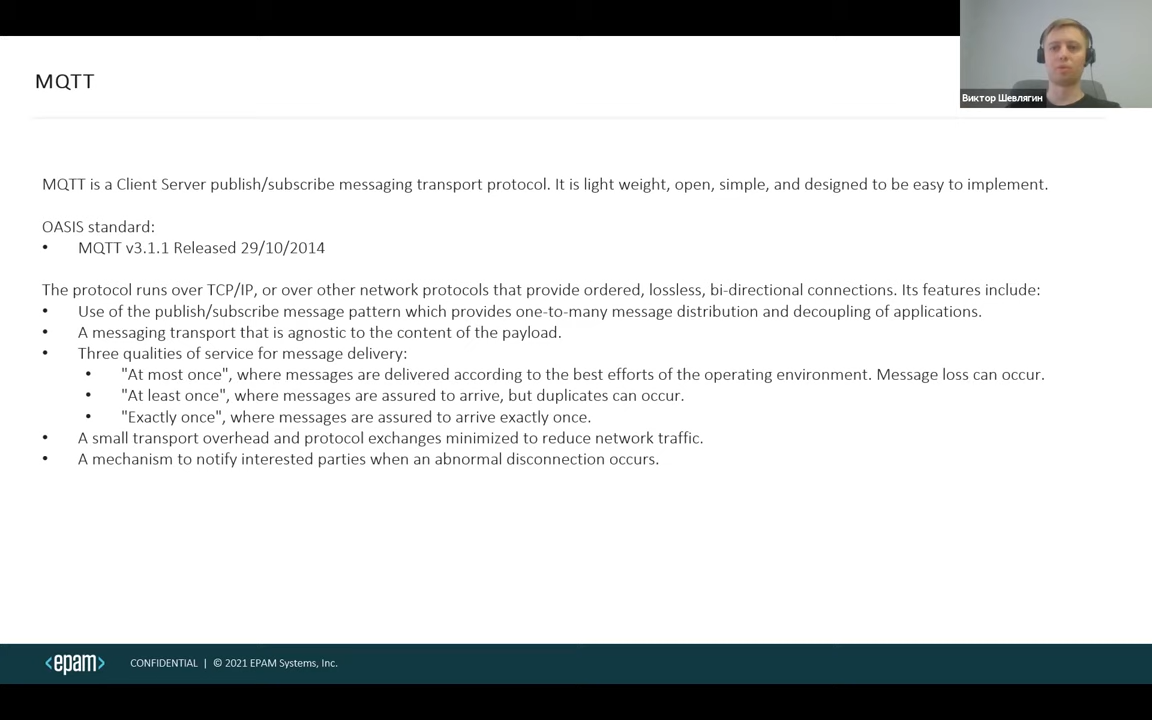 MQTT
Виктор Шевлягин
MQTT is a Client Server publish/subscribe messaging transport protocol. It is light weight, open, simple, and designed to be easy to implement.
OASIS standard:
• MQTT v3.1.1 Released 29/10/2014
The protocol runs over TCP/IP, or over other network protocols that provide ordered, lossless, bi-directional connections. Its features include:
• Use of the publish/subscribe message pattern which provides one-to-many message distribution and decoupling of applications.
• A messaging transport that is agnostic to the content of the payload.
• Three qualities of service for message delivery:
• "At most once", where messages are delivered according to the best efforts of the operating environment. Message loss can occur.
• "At least once", where messages are assured to arrive, but duplicates can occur.
• "Exactly once", where messages are assured to arrive exactly once.
• A small transport overhead and protocol exchanges minimized to reduce network traffic.
• A mechanism to notify interested parties when an abnormal disconnection occurs.
<epam> CONFIDENTIAL | © 2021 EPAM Systems, Inc.